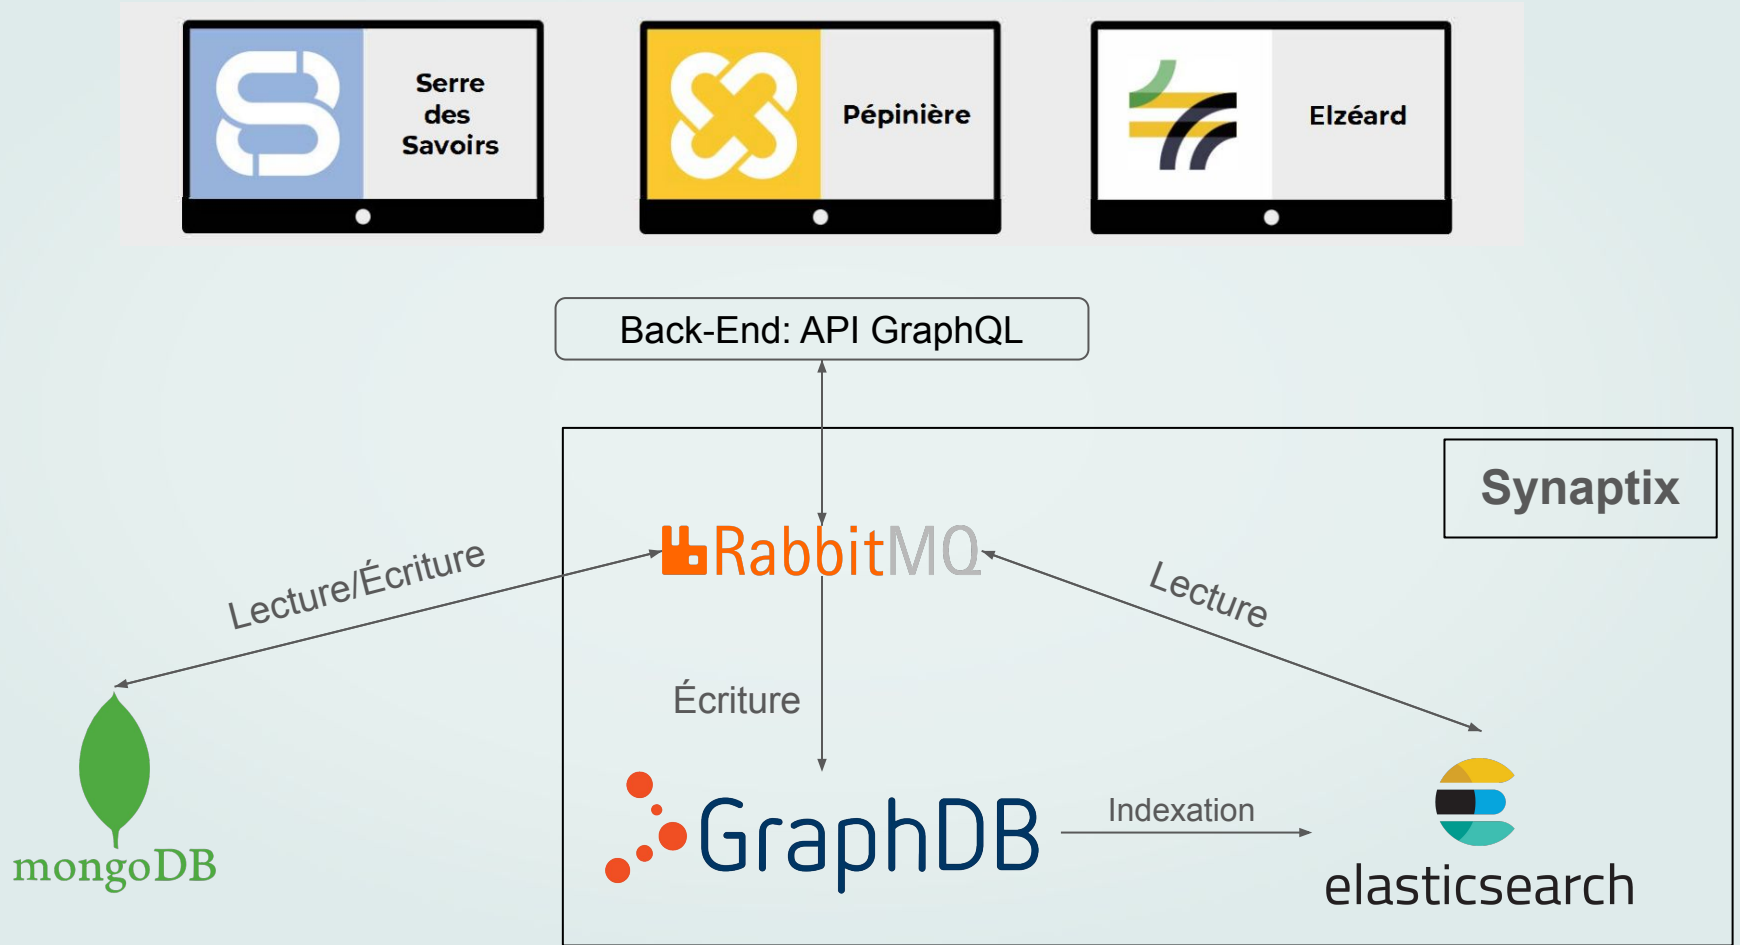 Serre
des
Savoirs
Pépinière
Elzéard
Back-End: API GraphQL
Synaptix
RabbitMQ
Lecture/Écriture
Lecture
Écriture
mongoDB
GraphDB
Indexation
elasticsearch